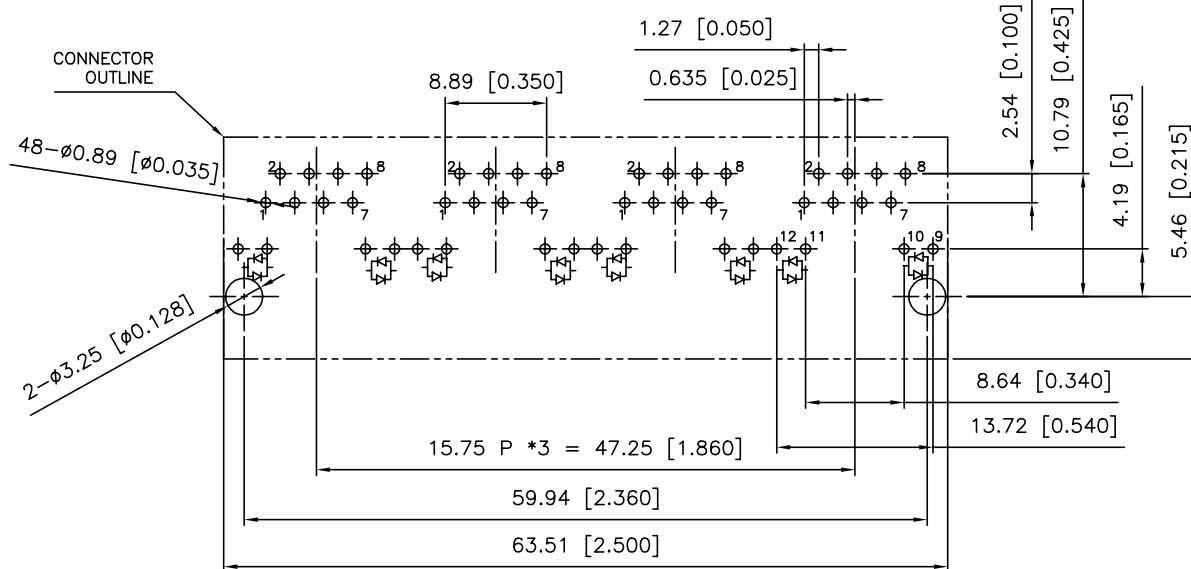 1.27 [0.050]
CONNECTOR
OUTLINE
8.89 [0.350]
0.635 [0.025]
2.54 [0.100]
10.79 [0.425]
4.19 [0.165]
5.46 [0.215]
48-ø0.89 [ø0.035]
2 8 2 8 2 8 2 8
1 7 1 7 1 7 1 7
12 11 10 9
2-ø3.25 [ø0.128]
8.64 [0.340]
13.72 [0.540]
15.75 P *3 = 47.25 [1.860]
59.94 [2.360]
63.51 [2.500]